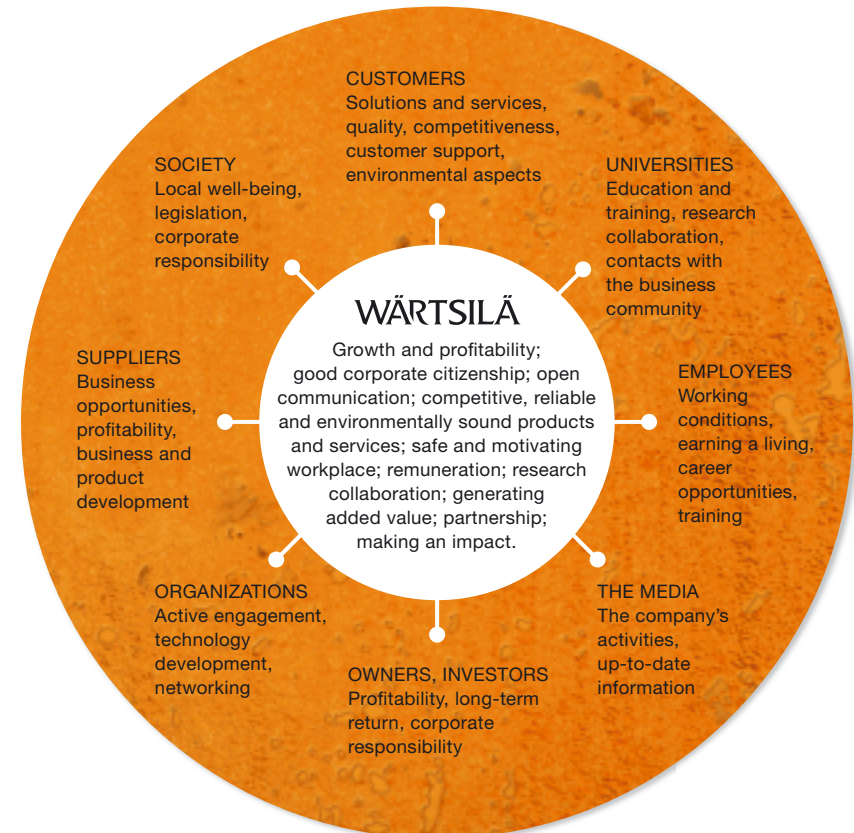 CUSTOMERS
Solutions and services,
quality, competitiveness,
customer support,
environmental aspects
UNIVERSITIES
Education and
training, research
collaboration,
contacts with
the business
community
EMPLOYEES
Working
conditions,
earning a living,
career
opportunities,
training
THE MEDIA
The company’s
activities,
up-to-date
information
OWNERS, INVESTORS
Profitability, long-term
return, corporate
responsibility
ORGANIZATIONS
Active engagement,
technology
development,
networking
SUPPLIERS
Business
opportunities,
profitability,
business and
product
development
SOCIETY
Local well-being,
legislation,
corporate
responsibility
WÄRTSILÄ
Growth and profitability;
good corporate citizenship; open
communication; competitive, reliable
and environmentally sound products
and services; safe and motivating
workplace; remuneration; research
collaboration; generating
added value; partnership;
making an impact.